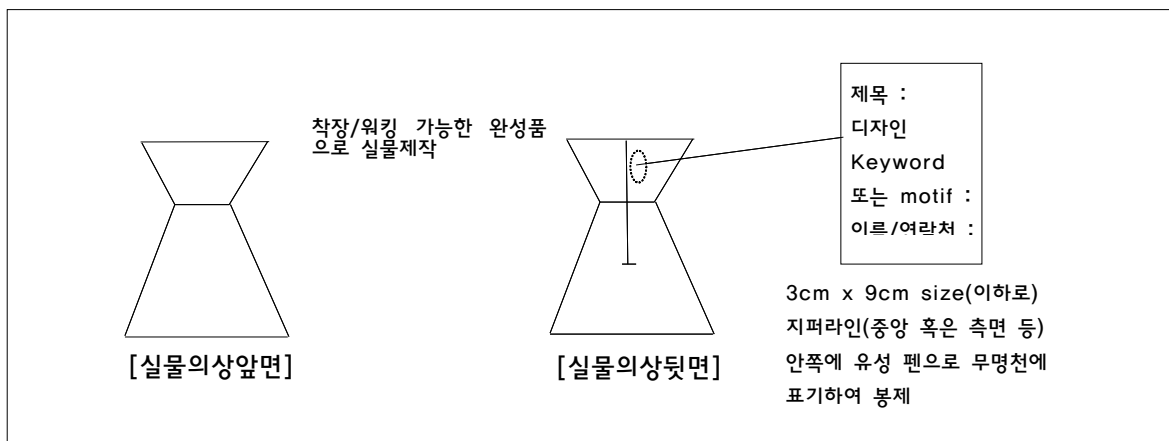 착장/워킹 가능한 완성품
으로 실물제작
[실물의상앞면]
[실물의상뒷면]
제목 :
디자인
Keyword
또는 motif :
이름/연락처 :
3cm x 9cm size(이하로)
지퍼라인(중앙 혹은 측면 등)
안쪽에 유성 펜으로 무명천에
표기하여 봉제